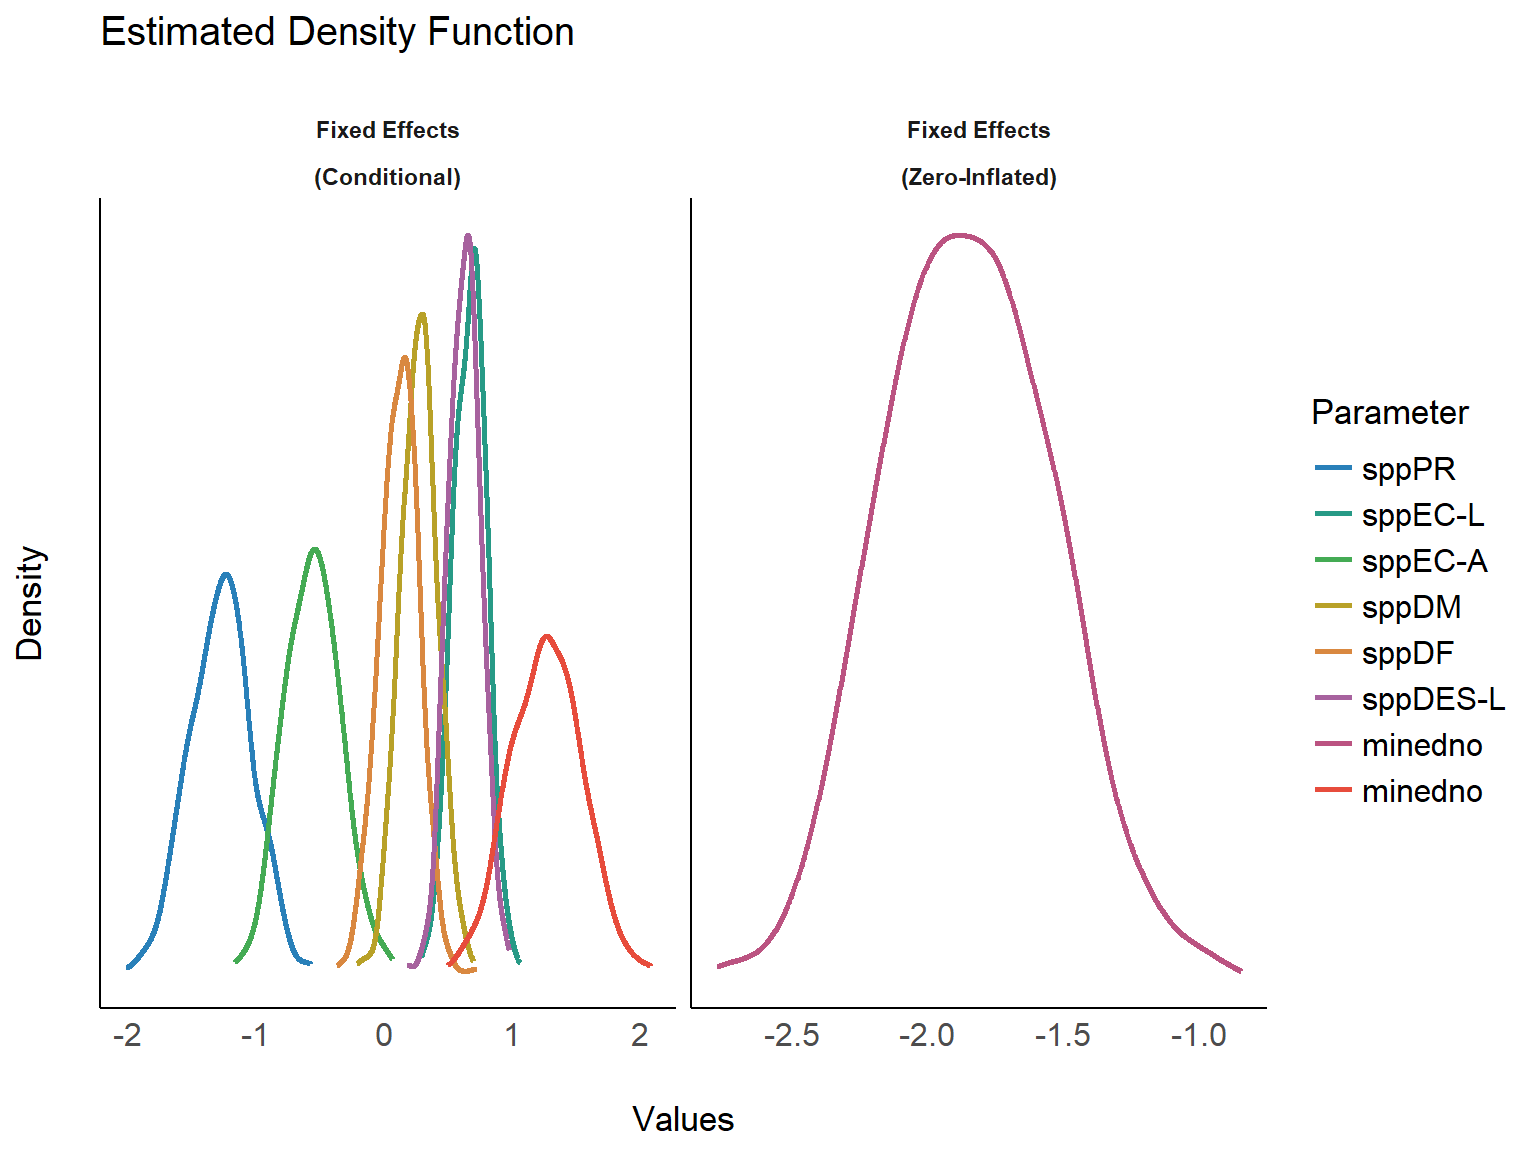 Estimated Density Function
Fixed Effects
(Conditional)
Fixed Effects
(Zero-Inflated)
Density
-2 -1 0 1 2
-2.5 -2.0 -1.5 -1.0
Values
Parameter
sppPR
sppEC-L
sppEC-A
sppDM
sppDF
sppDES-L
minedno
minedno